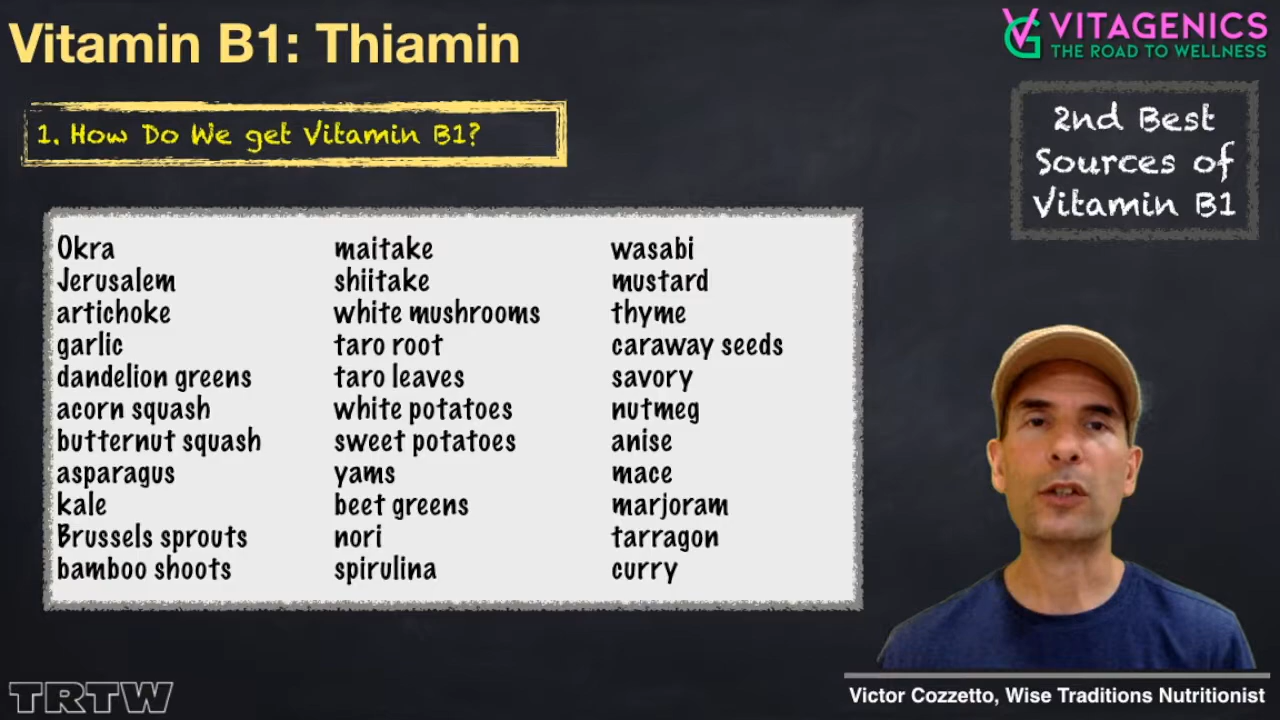 Vitamin B1: Thiamin
VITAGENICS
THE ROAD TO WELLNESS
1. How Do We get Vitamin B1?
2nd Best
Sources of
Vitamin B1
Okra
Jerusalem
artichoke
garlic
dandelion greens
acorn squash
butternut squash
asparagus
kale
Brussels sprouts
bamboo shoots
maitake
shiitake
white mushrooms
taro root
taro leaves
white potatoes
sweet potatoes
yams
beet greens
nori
spirulina
wasabi
mustard
thyme
caraway seeds
savory
nutmeg
anise
mace
marjoram
tarragon
curry
TRTW
Victor Cozzetto, Wise Traditions Nutritionist